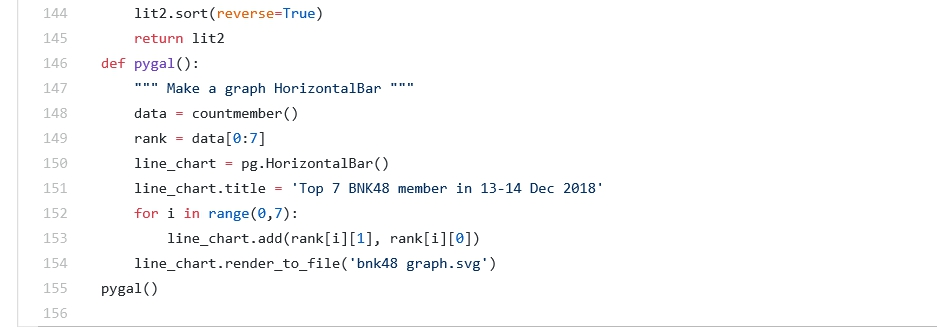 144 lit2.sort(reverse=True)
145 return lit2
146 def pygal():
147 """ Make a graph HorizontalBar """
148 data = countmember()
149 rank = data[0:7]
150 line_chart = pg.HorizontalBar()
151 line_chart.title = 'Top 7 BNK48 member in 13-14 Dec 2018'
152 for i in range(0,7):
153 line_chart.add(rank[i][1], rank[i][0])
154 line_chart.render_to_file('bnk48 graph.svg')
155 pygal()
156